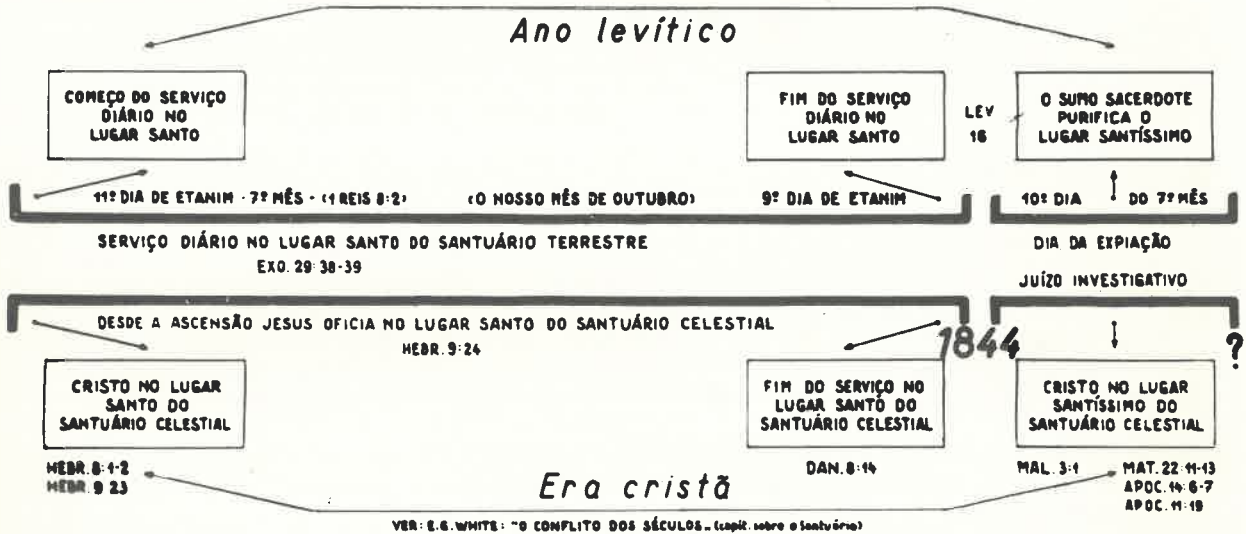 Ano levítico
COMEÇO DO SERVIÇO
DIÁRIO NO
LUGAR SANTO
FIM DO SERVIÇO
DIÁRIO NO
LUGAR SANTO
LEV
16
O SUMO SACERDOTE
PURIFICA O
LUGAR SANTÍSSIMO
11º DIA DE ETANIM - 7º MÊS - (1 REIS 8:2) (O NOSSO MÊS DE OUTUBRO) 9º DIA DE ETANIM
10º DIA DO 7º MÊS
SERVIÇO DIÁRIO NO LUGAR SANTO DO SANTUÁRIO TERRESTRE
EXO. 29:38-39
DIA DA EXPIAÇÃO
JUÍZO INVESTIGATIVO
DESDE A ASCENSÃO JESUS OFICIA NO LUGAR SANTO DO SANTUÁRIO CELESTIAL
HEBR. 9:24
1844
?
CRISTO NO LUGAR
SANTO DO
SANTUÁRIO CELESTIAL
FIM DO SERVIÇO NO
LUGAR SANTO DO
SANTUÁRIO CELESTIAL
CRISTO NO LUGAR
SANTÍSSIMO DO
SANTUÁRIO CELESTIAL
HEBR. 8:1-2
HEBR. 9 23
DAN. 8:14
MAL. 3:1
MAT. 22:11-13
APOC. 14:6-7
APOC. 11:19
Era cristã
VER: E.G. WHITE: "O CONFLITO DOS SÉCULOS" (capit. sobre o Santuário)